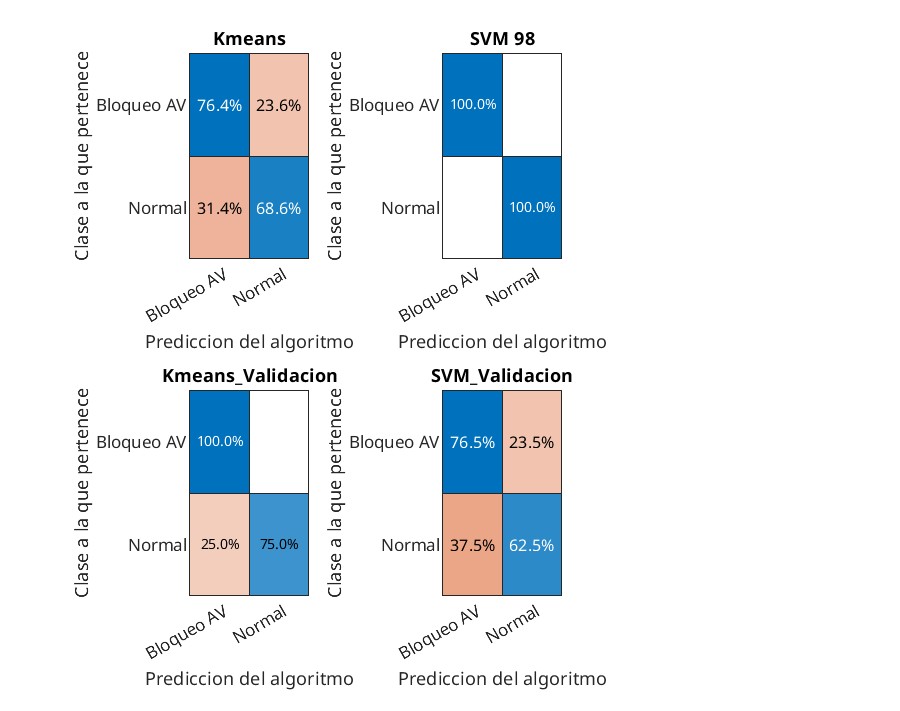 Kmeans
Clase a la que pertenece
Bloqueo AV
76.4%
23.6%
Normal
31.4%
68.6%
Bloqueo AV
Normal
Prediccion del algoritmo
SVM 98
Clase a la que pertenece
Bloqueo AV
100.0%
Normal
100.0%
Bloqueo AV
Normal
Prediccion del algoritmo
Kmeans_Validacion
Clase a la que pertenece
Bloqueo AV
100.0%
Normal
25.0%
75.0%
Bloqueo AV
Normal
Prediccion del algoritmo
SVM_Validacion
Clase a la que pertenece
Bloqueo AV
76.5%
23.5%
Normal
37.5%
62.5%
Bloqueo AV
Normal
Prediccion del algoritmo